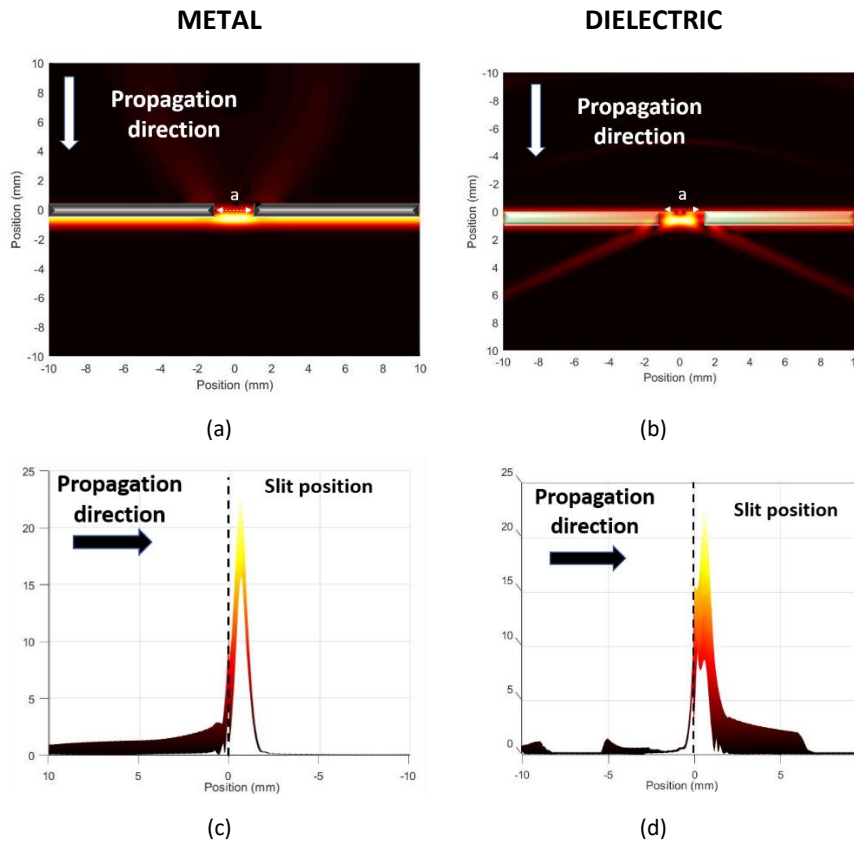 METAL
DIELECTRIC
10
8
6
4
2
0
-2
-4
-6
-8
-10
Position (mm)
Propagation
direction
a
-10 -8 -6 -4 -2 0 2 4 6 8 10
Position (mm)
(a)
-10
-8
-6
-4
-2
0
2
4
6
8
10
Position (mm)
Propagation
direction
a
-10 -8 -6 -4 -2 0 2 4 6 8 10
Position (mm)
(b)
25
20
15
10
5
0
Propagation
direction
Slit position
10 5 0 -5 -10
Position (mm)
(c)
25
20
15
10
5
0
Propagation
direction
Slit position
-10 -5 0 5
Position (mm)
(d)